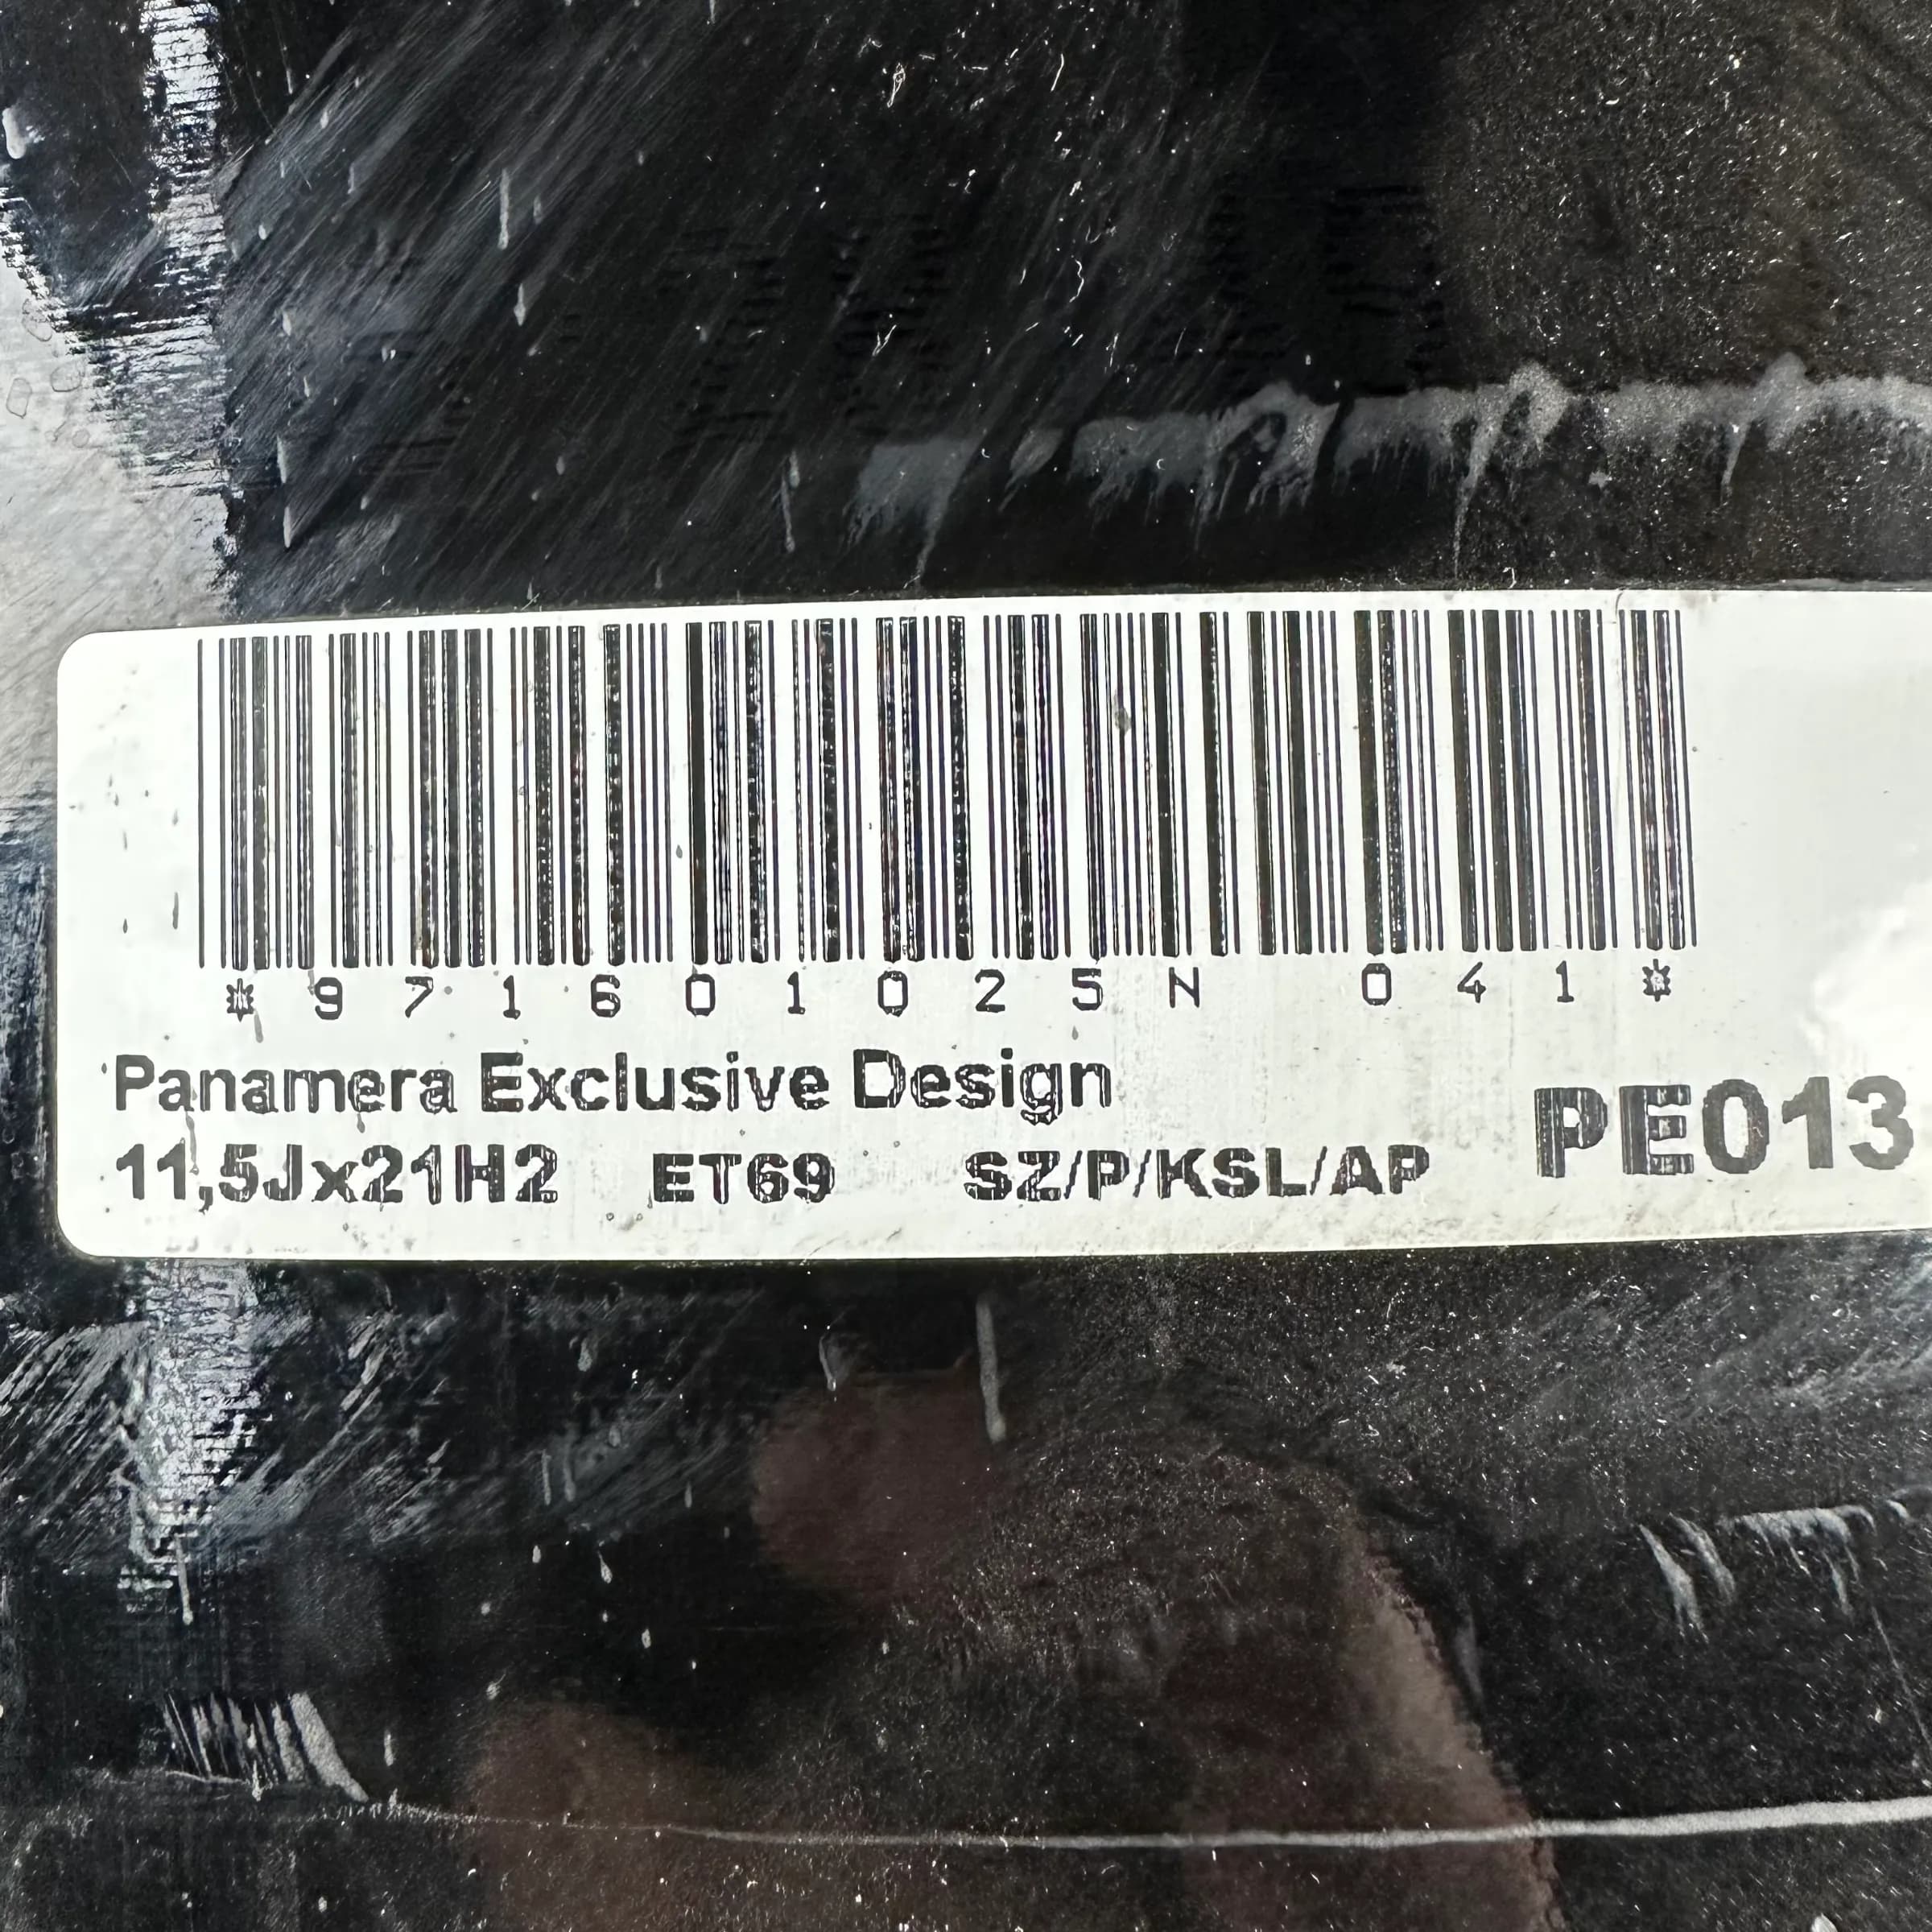 *971601025N 041*
Panamera Exclusive Design
11,5Jx21H2 ET69 SZ/P/KSL/AP PE013